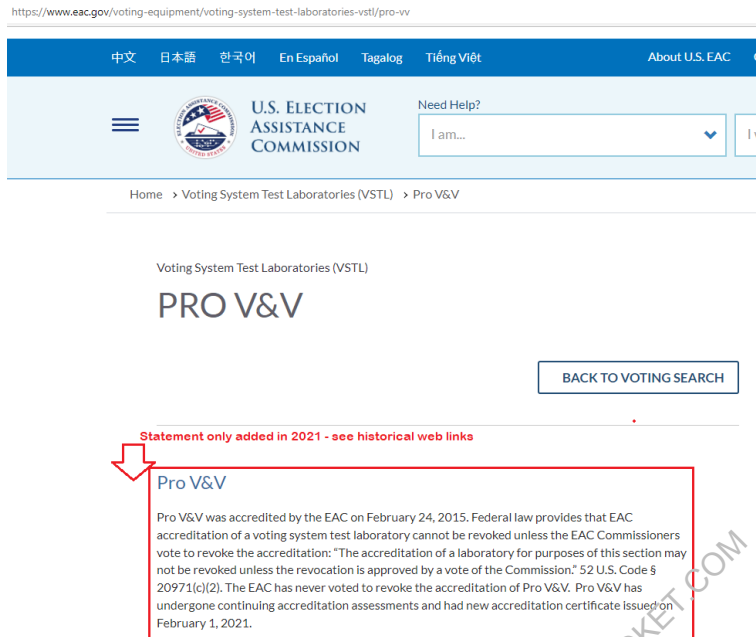 https://www.eac.gov/voting-equipment/voting-system-test-laboratories-vstl/pro-vv
中文 日本語 한국어 En Español Tagalog Tiếng Việt About U.S. EAC
U.S. ELECTION
ASSISTANCE
COMMISSION
Need Help?
I am...
Home > Voting System Test Laboratories (VSTL) > Pro V&V
Voting System Test Laboratories (VSTL)
PRO V&V
BACK TO VOTING SEARCH
Statement only added in 2021 - see historical web links
Pro V&V
Pro V&V was accredited by the EAC on February 24, 2015. Federal law provides that EAC
accreditation of a voting system test laboratory cannot be revoked unless the EAC Commissioners
vote to revoke the accreditation: “The accreditation of a laboratory for purposes of this section may
not be revoked unless the revocation is approved by a vote of the Commission.” 52 U.S. Code §
20971(c)(2). The EAC has never voted to revoke the accreditation of Pro V&V. Pro V&V has
undergone continuing accreditation assessments and had new accreditation certificate issued on
February 1, 2021.